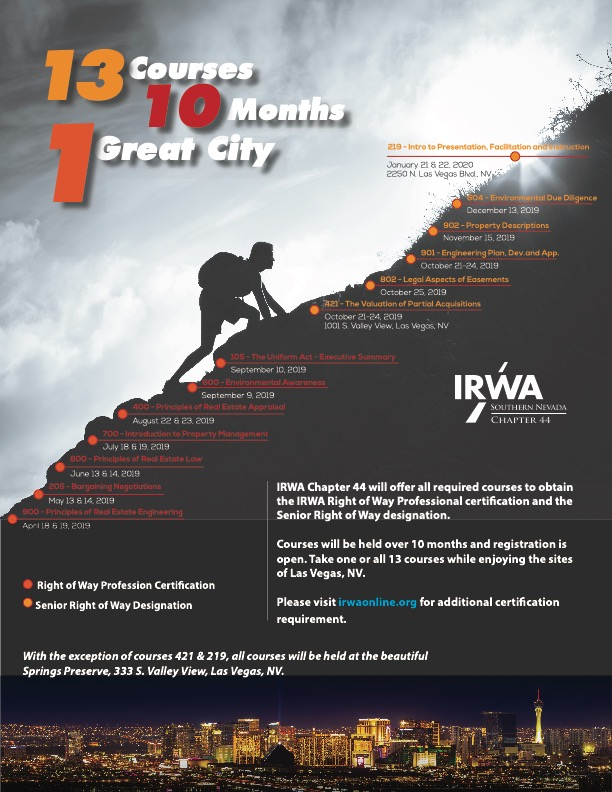 13 Courses
10 Months
1 Great City
219 - Intro to Presentation, Facilitation and Instruction
January 21 & 22, 2020
2250 N. Las Vegas Blvd., NV
604 - Environmental Due Diligence
December 13, 2019
902 - Property Descriptions
November 15, 2019
901 - Engineering Plan, Dev. and App.
October 21-24, 2019
802 - Legal Aspects of Easements
October 25, 2019
421 - The Valuation of Partial Acquisitions
October 21-24, 2019
1001 S. Valley View, Las Vegas, NV
105 - The Uniform Act - Executive Summary
September 10, 2019
600 - Environmental Awareness
September 9, 2019
400 - Principles of Real Estate Appraisal
August 22 & 23, 2019
700 - Introduction to Property Management
July 18 & 19, 2019
800 - Principles of Real Estate Law
June 13 & 14, 2019
205 - Bargaining Negotiations
May 13 & 14, 2019
900 - Principles of Real Estate Engineering
April 18 & 19, 2019
IRWA
Southern Nevada
Chapter 44
IRWA Chapter 44 will offer all required courses to obtain
the IRWA Right of Way Professional certification and the
Senior Right of Way designation.
Courses will be held over 10 months and registration is
open. Take one or all 13 courses while enjoying the sites
of Las Vegas, NV.
Please visit irwaonline.org for additional certification
requirement.
Right of Way Profession Certification
Senior Right of Way Designation
With the exception of courses 421 & 219, all courses will be held at the beautiful
Springs Preserve, 333 S. Valley View, Las Vegas, NV.